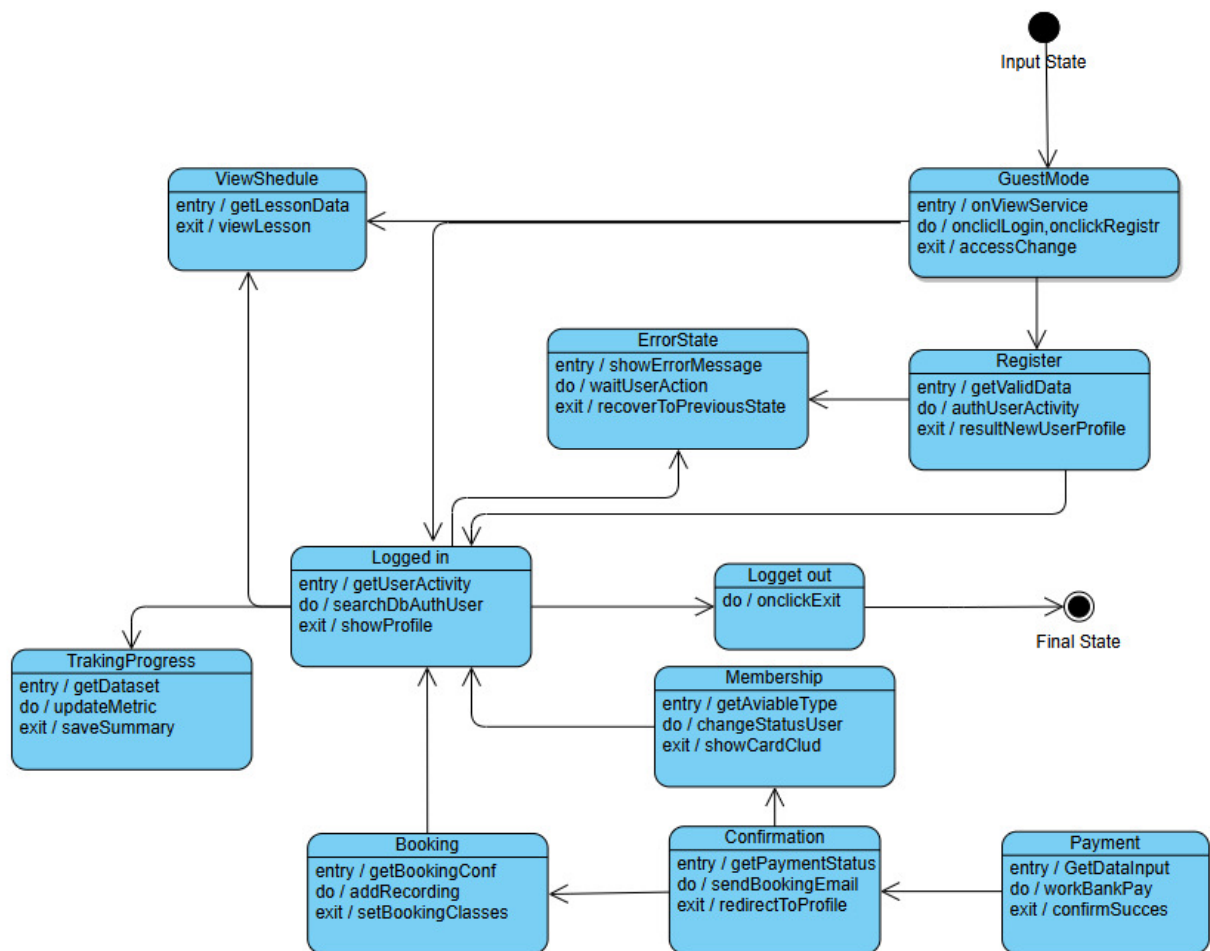 Input State
ViewShedule
entry / getLessonData
exit / viewLesson
GuestMode
entry / onViewService
do / oncliclLogin,onclickRegistr
exit / accessChange
ErrorState
entry / showErrorMessage
do / waitUserAction
exit / recoverToPreviousState
Register
entry / getValidData
do / authUserActivity
exit / resultNewUserProfile
Logged in
entry / getUserActivity
do / searchDbAuthUser
exit / showProfile
Logget out
do / onclickExit
Final State
TrakingProgress
entry / getDataset
do / updateMetric
exit / saveSummary
Membership
entry / getAviableType
do / changeStatusUser
exit / showCardClud
Booking
entry / getBookingConf
do / addRecording
exit / setBookingClasses
Confirmation
entry / getPaymentStatus
do / sendBookingEmail
exit / redirectToProfile
Payment
entry / GetDataInput
do / workBankPay
exit / confirmSucces